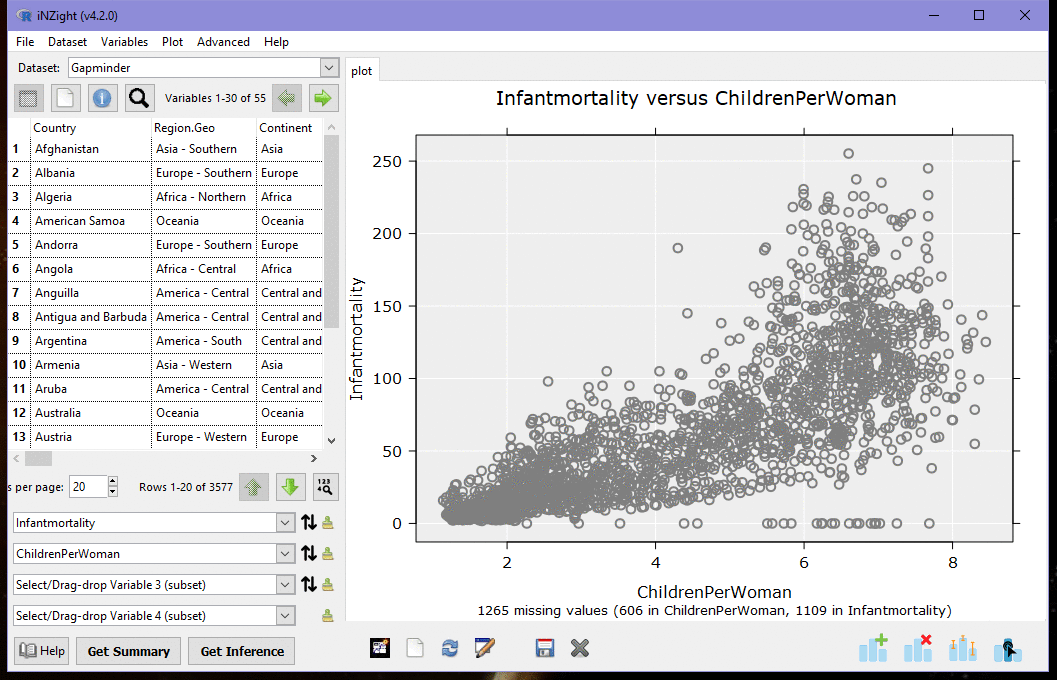 iNZight (v4.2.0)
File Dataset Variables Plot Advanced Help
Dataset: Gapminder
Variables 1-30 of 55
Country Region.Geo Continent
1 Afghanistan Asia - Southern Asia
2 Albania Europe - Southern Europe
3 Algeria Africa - Northern Africa
4 American Samoa Oceania Oceania
5 Andorra Europe - Southern Europe
6 Angola Africa - Central Africa
7 Anguilla America - Central Central and
8 Antigua and Barbuda America - Central Central and
9 Argentina America - South Central and
10 Armenia Asia - Western Asia
11 Aruba America - Central Central and
12 Australia Oceania Oceania
13 Austria Europe - Western Europe
s per page: 20 Rows 1-20 of 3577 123
Infantmortality
ChildrenPerWoman
Select/Drag-drop Variable 3 (subset)
Select/Drag-drop Variable 4 (subset)
Help Get Summary Get Inference
plot
Infantmortality versus ChildrenPerWoman
250
200
150
100
50
0
Infantmortality
2 4 6 8
ChildrenPerWoman
1265 missing values (606 in ChildrenPerWoman, 1109 in Infantmortality)